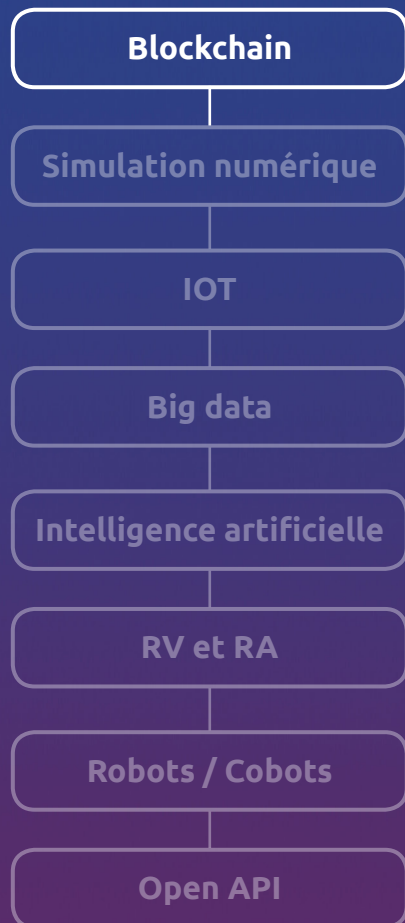 Blockchain
Simulation numérique
IOT
Big data
Intelligence artificielle
RV et RA
Robots / Cobots
Open API